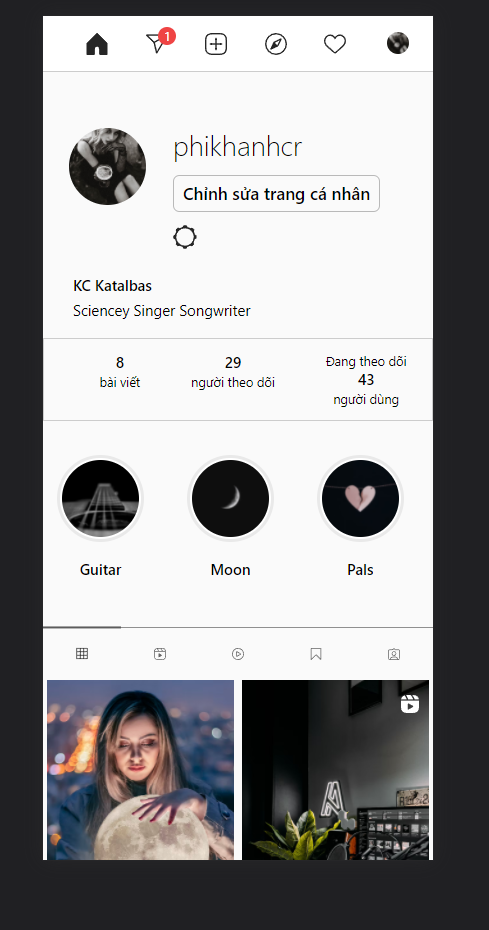 1
phikhanhcr
Chỉnh sửa trang cá nhân
KC Katalbas
Sciencey Singer Songwriter
8
bài viết
29
người theo dõi
Đang theo dõi
43
người dùng
Guitar
Moon
Pals